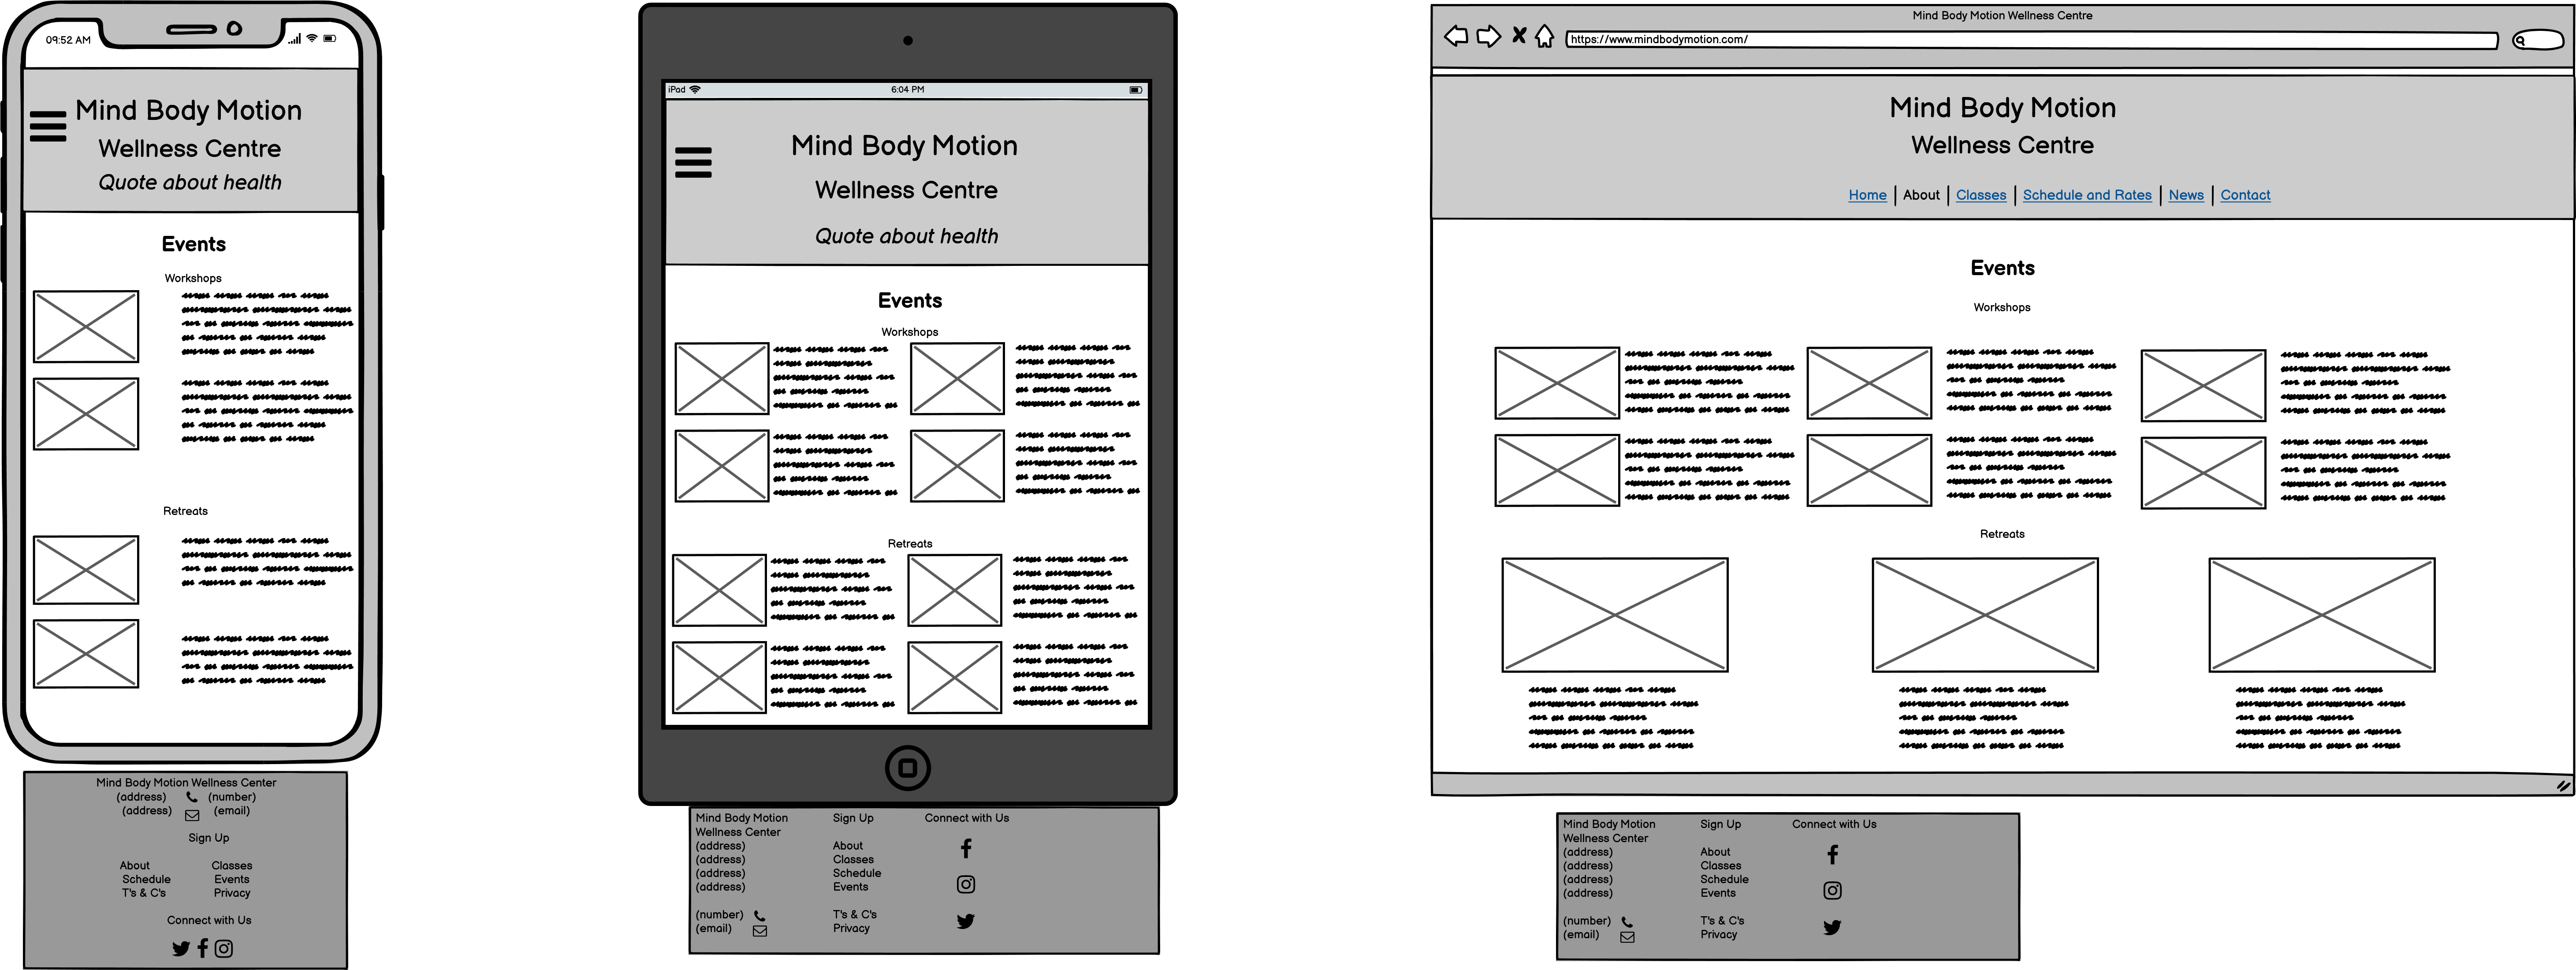 09:52 AM
Mind Body Motion
Wellness Centre
Quote about health
Events
Workshops
Retreats
Mind Body Motion Wellness Center
(address) (number)
(address) (email)
Sign Up
About Classes
Schedule Events
T's & C's Privacy
Connect with Us
iPad 6:04 PM
Mind Body Motion
Wellness Centre
Quote about health
Events
Workshops
Retreats
Mind Body Motion
Wellness Center
(address)
(address)
(address)
(address)
(number)
(email)
Sign Up
About
Classes
Schedule
Events
T's & C's
Privacy
Connect with Us
Mind Body Motion Wellness Centre
https://www.mindbodymotion.com/
Mind Body Motion
Wellness Centre
Home | About | Classes | Schedule and Rates | News | Contact
Events
Workshops
Retreats
Mind Body Motion
Wellness Center
(address)
(address)
(address)
(address)
(number)
(email)
Sign Up
About
Classes
Schedule
Events
T's & C's
Privacy
Connect with Us